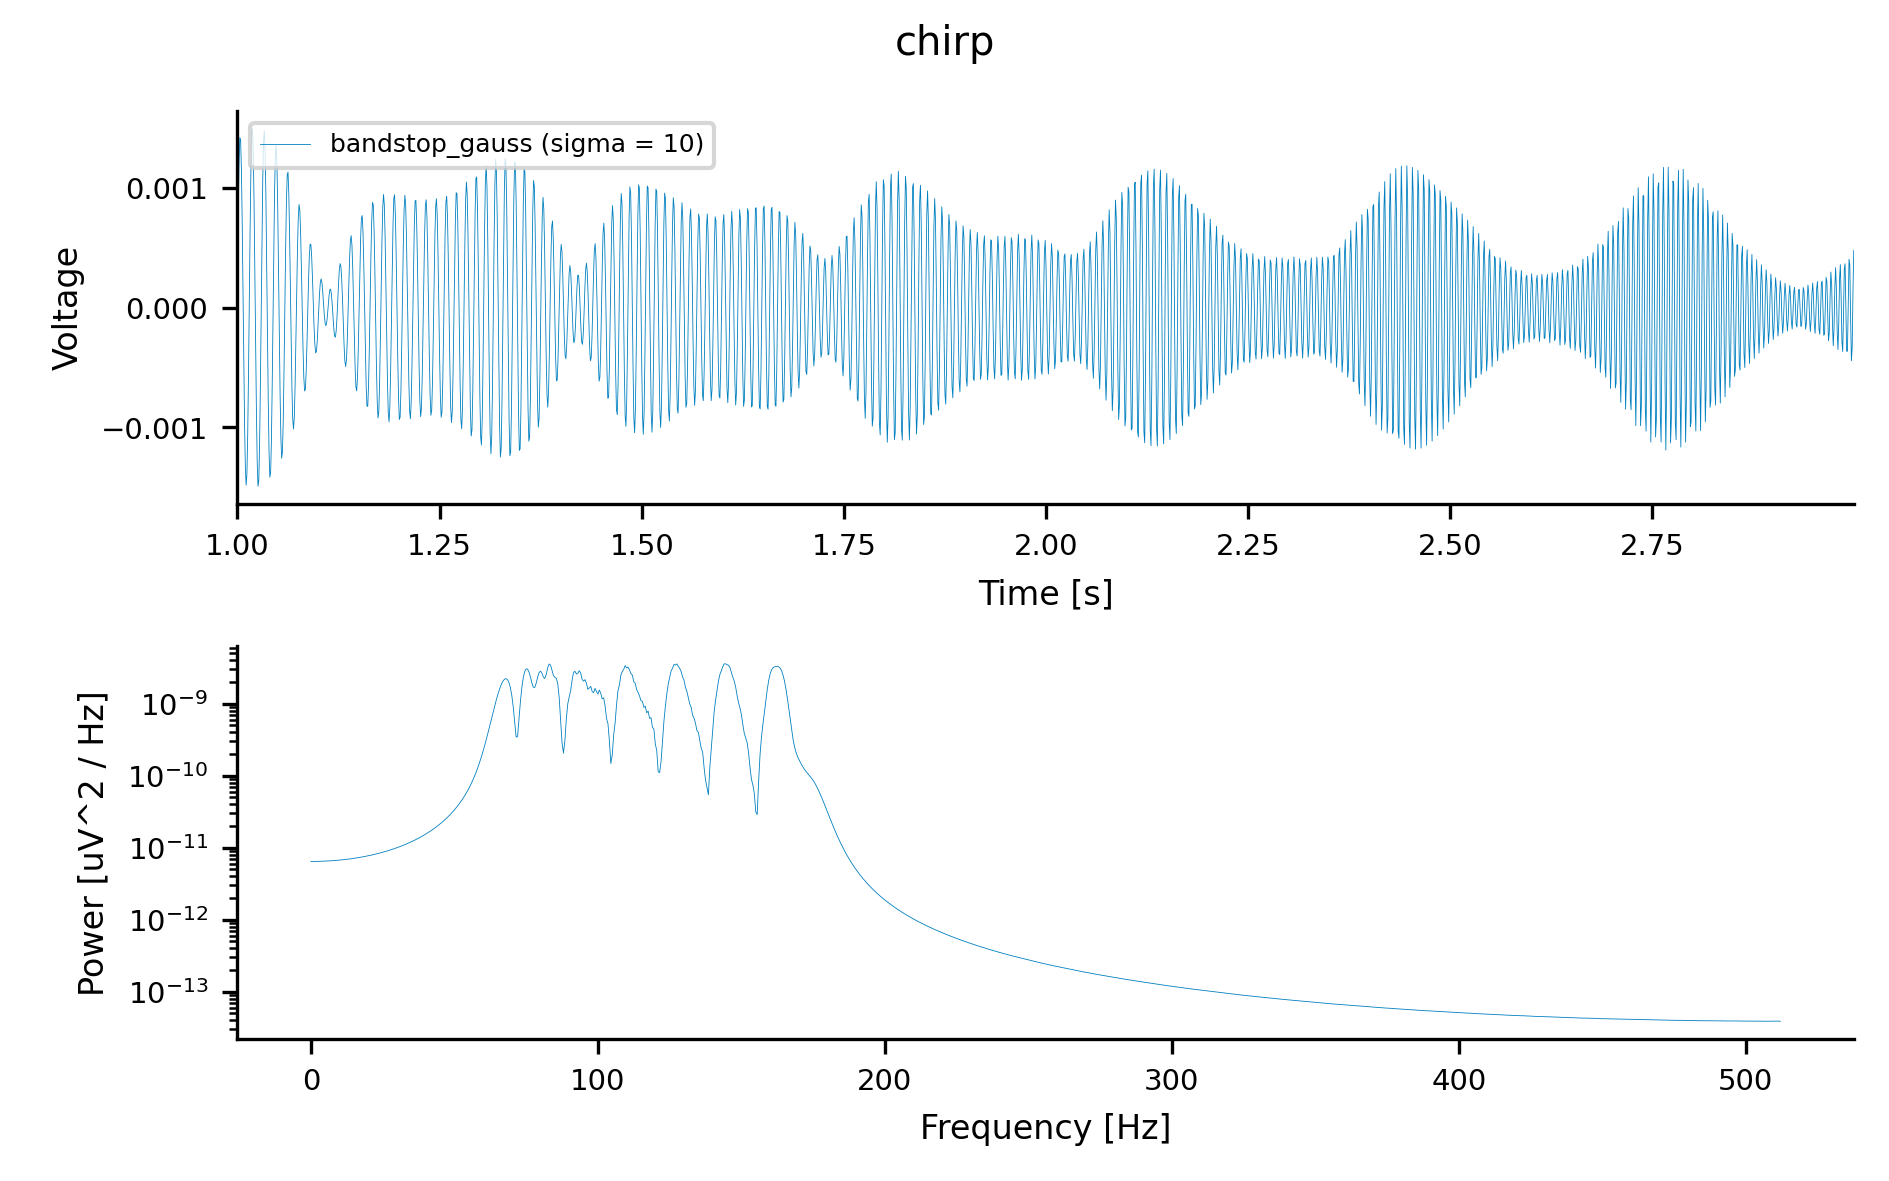 chirp
bandstop_gauss (sigma = 10)
Voltage
0.001
0.000
−0.001
1.00 1.25 1.50 1.75 2.00 2.25 2.50 2.75
Time [s]
Power [uV^2 / Hz]
10⁻⁹
10⁻¹⁰
10⁻¹¹
10⁻¹²
10⁻¹³
0 100 200 300 400 500
Frequency [Hz]